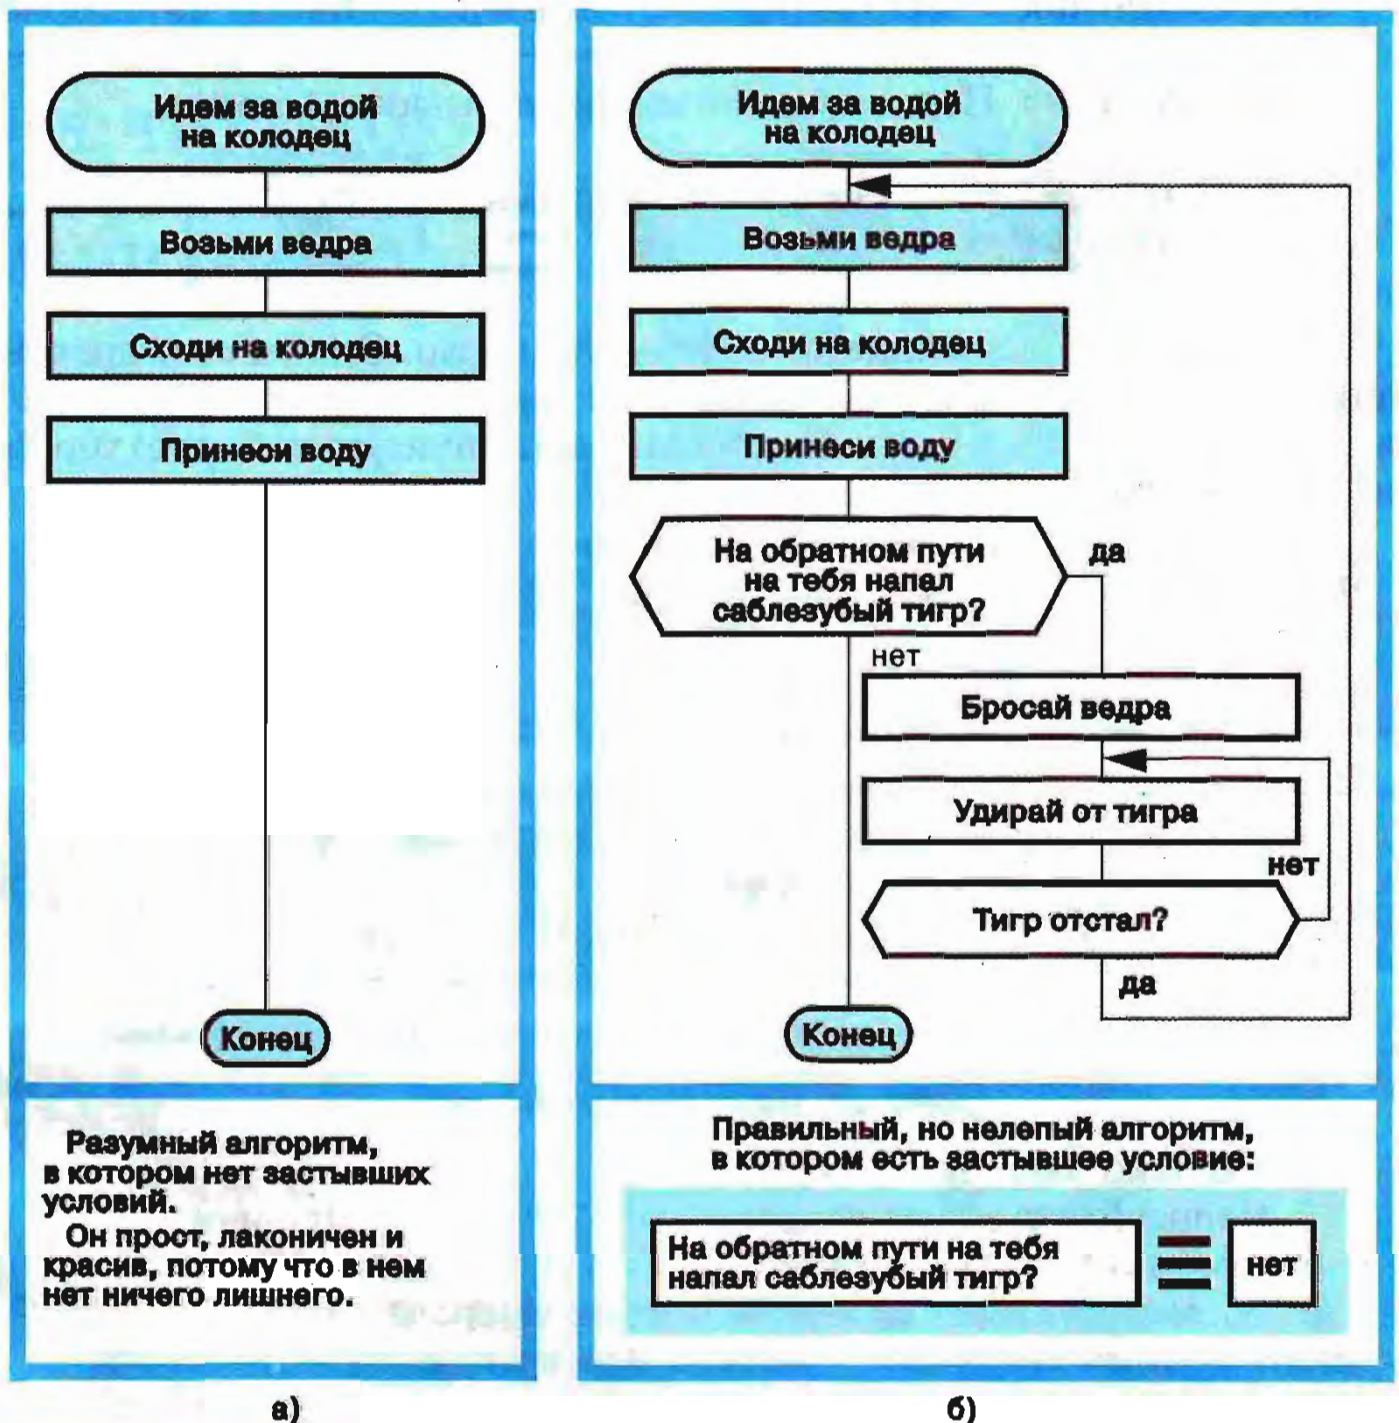 Идем за водой
на колодец
Возьми ведра
Сходи на колодец
Принеси воду
Конец
Разумный алгоритм,
в котором нет застывших
условий.
Он прост, лаконичен и
красив, потому что в нем
нет ничего лишнего.
а)
Идем за водой
на колодец
Возьми ведра
Сходи на колодец
Принеси воду
На обратном пути
на тебя напал
саблезубый тигр?
да
нет
Бросай ведра
Удирай от тигра
нет
Тигр отстал?
да
Конец
Правильный, но нелепый алгоритм,
в котором есть застывшее условие:
На обратном пути на тебя
напал саблезубый тигр?
≡
нет
б)